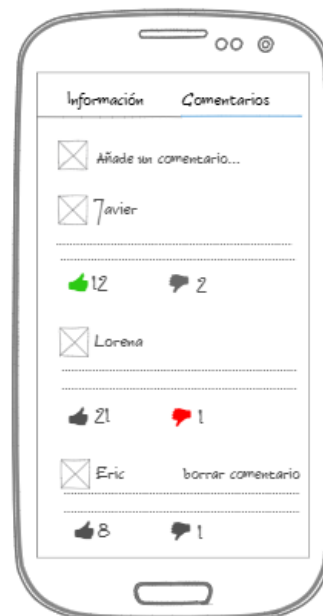 Información Comentarios
Añade un comentario...
Javier
12 2
Lorena
21 1
Eric borrar comentario
8 1